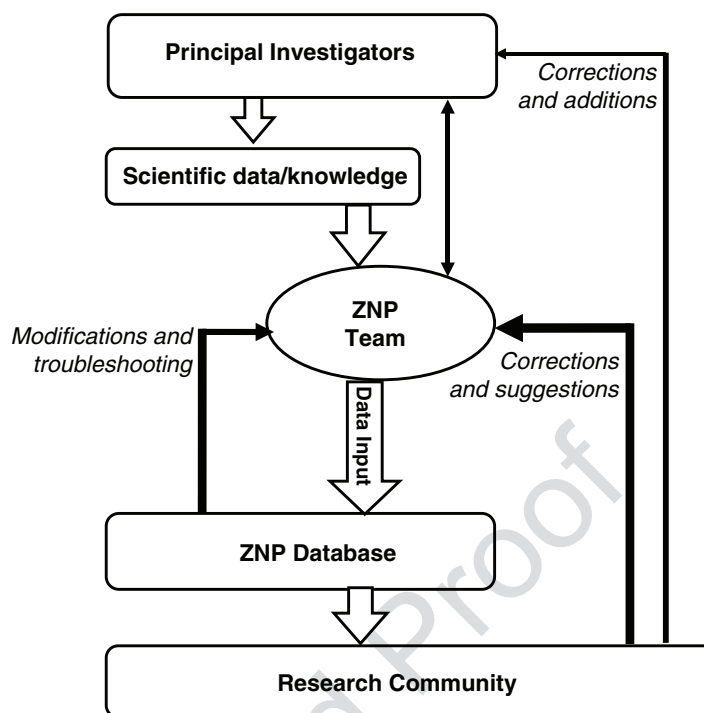 Principal Investigators
Corrections
and additions
Scientific data/knowledge
ZNP
Team
Modifications and
troubleshooting
Corrections
and suggestions
Data Input
ZNP Database
Research Community
Proof